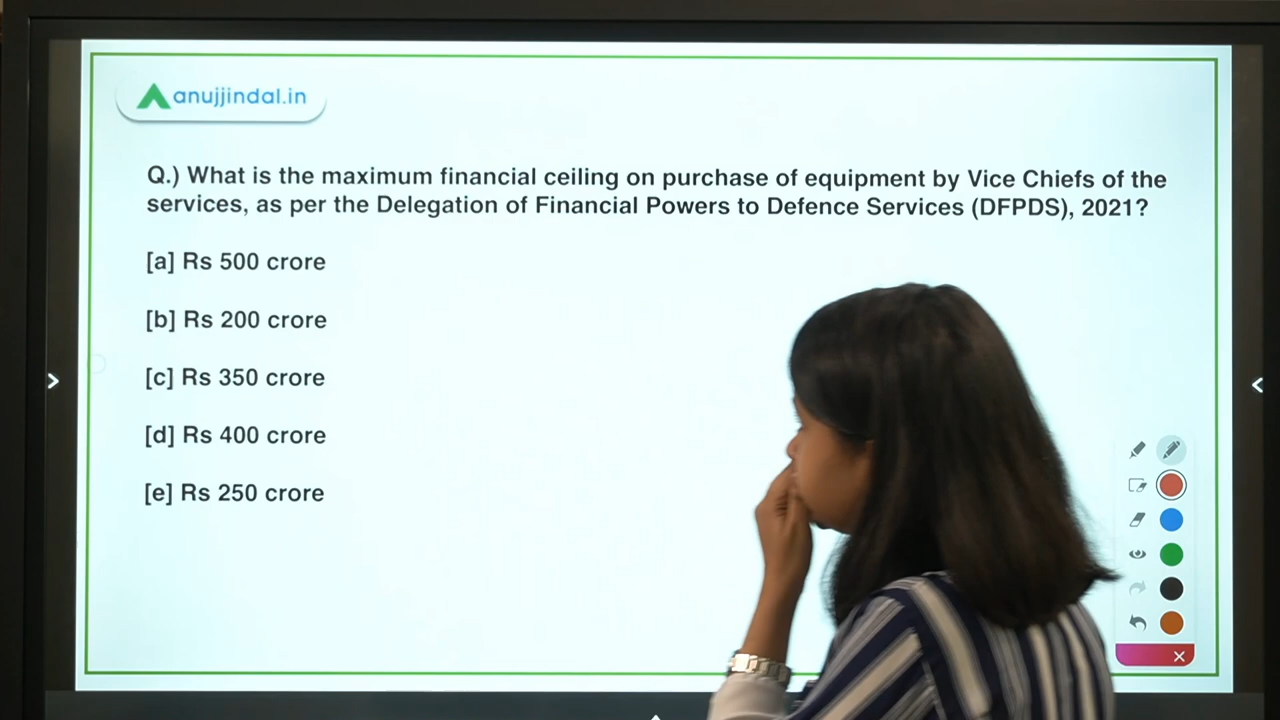 anujjindal.in
Q.) What is the maximum financial ceiling on purchase of equipment by Vice Chiefs of the
services, as per the Delegation of Financial Powers to Defence Services (DFPDS), 2021?
[a] Rs 500 crore
[b] Rs 200 crore
[c] Rs 350 crore
[d] Rs 400 crore
[e] Rs 250 crore